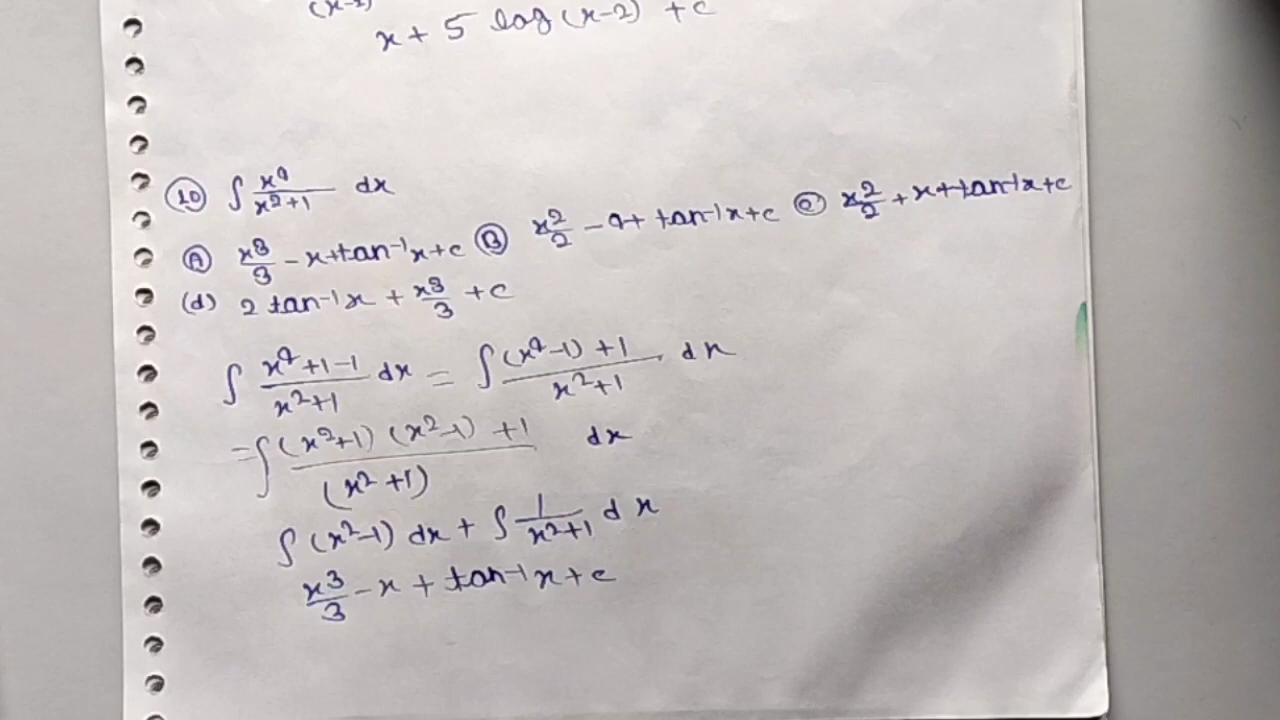 (x-2)
x + 5 log (x-2) + c
(10) ∫ x⁴/(x²+1) dx
(A) x³/3 - x + tan⁻¹x + c (B) x²/2 - x + tan⁻¹x + c (C) x²/2 + x + tan⁻¹x + c
(d) 2 tan⁻¹x + x³/3 + c
∫ (x⁴+1-1)/(x²+1) dx = ∫ ((x⁴-1)+1)/(x²+1) dx
= ∫ ((x²+1)(x²-1)+1)/(x²+1) dx
∫ (x²-1) dx + ∫ 1/(x²+1) dx
x³/3 - x + tan⁻¹x + c